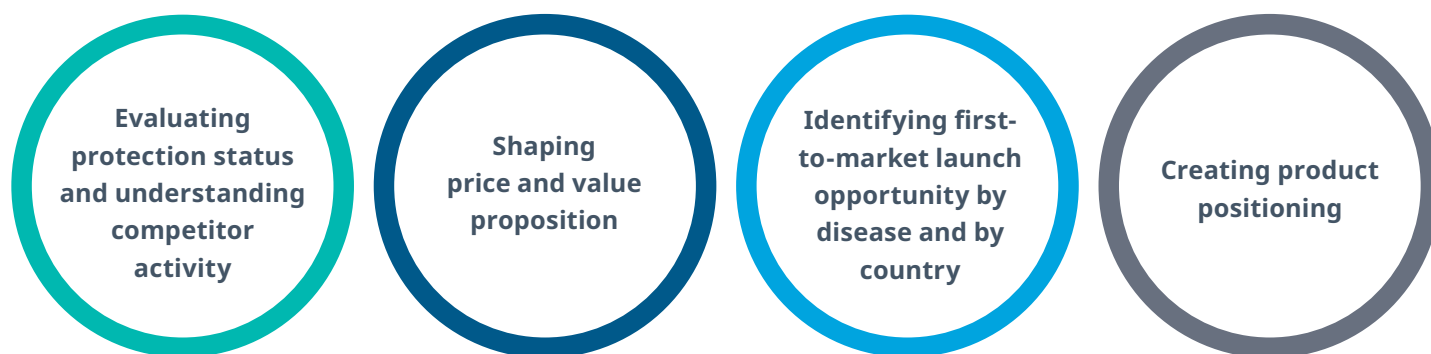 Evaluating
protection status
and understanding
competitor
activity
Shaping
price and value
proposition
Identifying first-
to-market launch
opportunity by
disease and by
country
Creating product
positioning